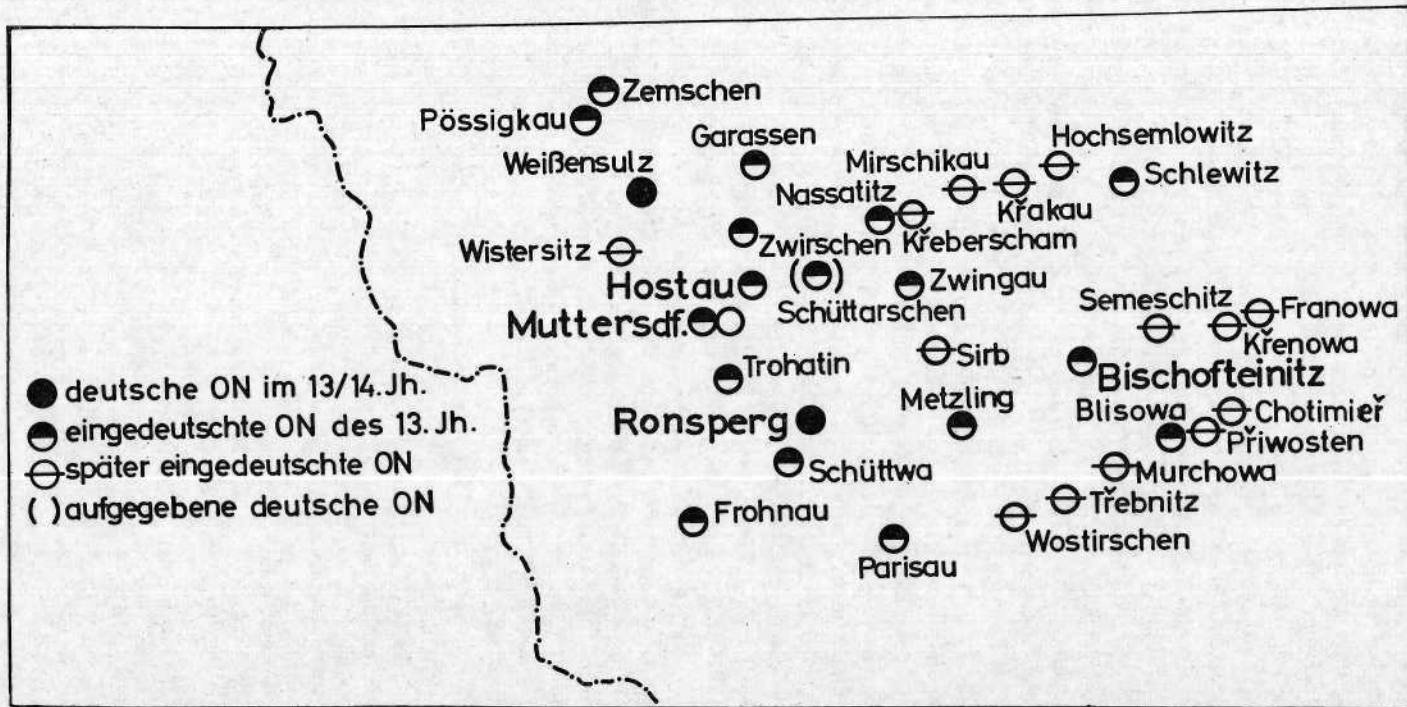 Zemschen
Pössigkau
Garassen
Hochsemlowitz
Weißensulz
Mirschikau
Schlewitz
Nassatitz
Křakau
Wistersitz
Zwirschen
Křeberscham
Hostau
( )
Zwingau
Schüttarschen
Semeschitz
Franowa
Muttersdf.
Křenowa
Sirb
Trohatin
Bischofteinitz
Metzling
Blisowa
Chotimieř
Ronsperg
Přiwosten
Schüttwa
Murchowa
Třebnitz
Frohnau
Wostirschen
Parisau
deutsche ON im 13/14. Jh.
eingedeutschte ON des 13. Jh.
später eingedeutschte ON
( ) aufgegebene deutsche ON